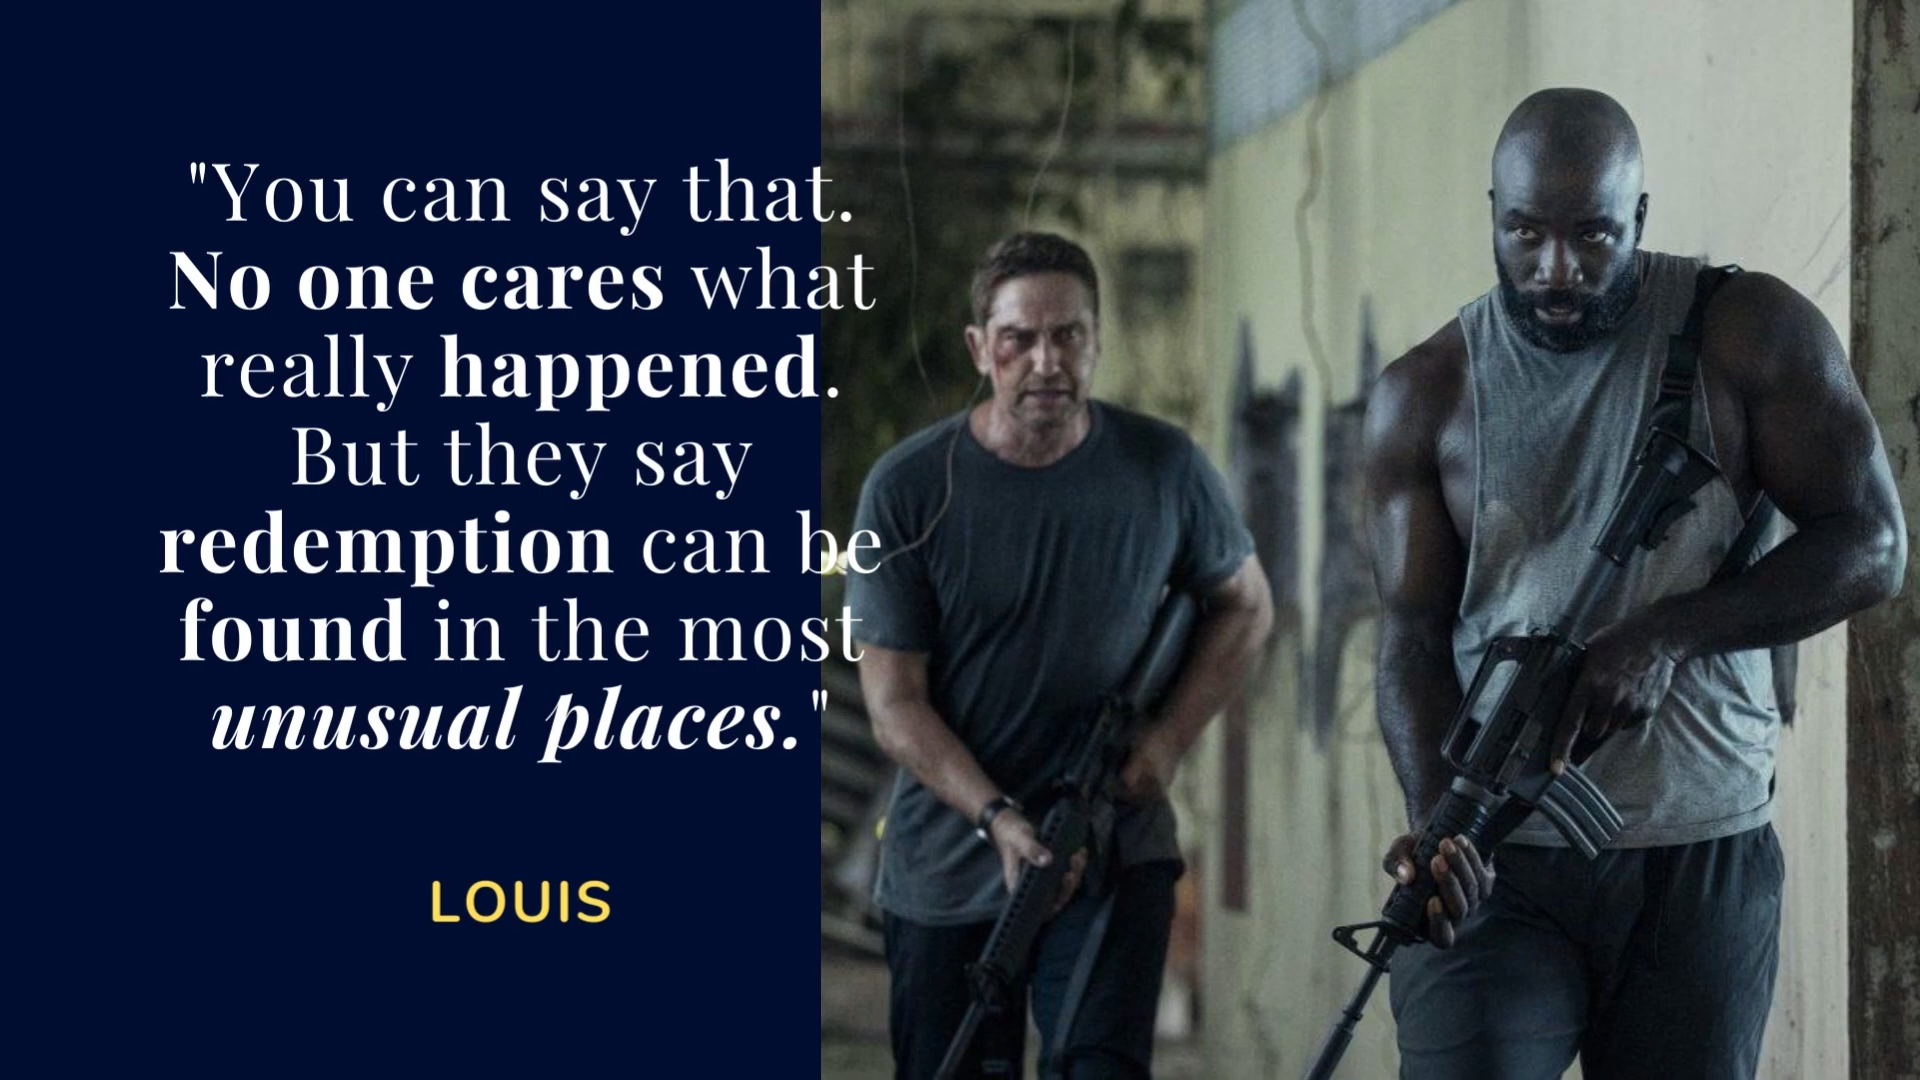 "You can say that.
No one cares what
really happened.
But they say
redemption can be
found in the most
unusual places."
LOUIS